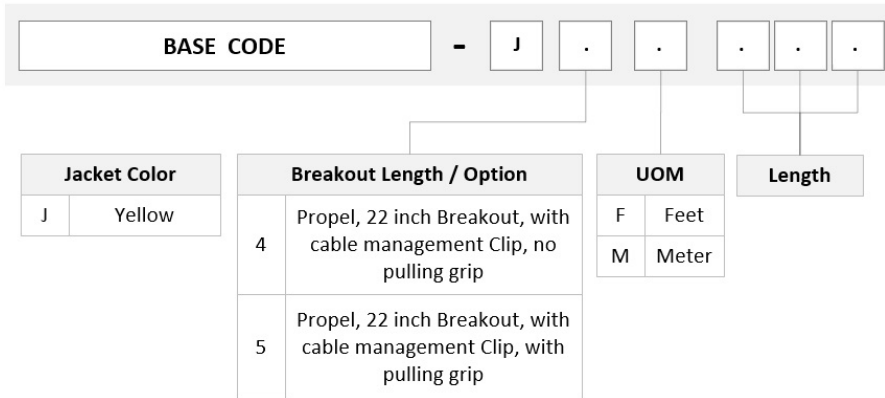 BASE CODE - J . . . . .
Jacket Color
J Yellow
Breakout Length / Option
4 Propel, 22 inch Breakout, with
cable management Clip, no
pulling grip
5 Propel, 22 inch Breakout, with
cable management Clip, with
pulling grip
UOM
F Feet
M Meter
Length